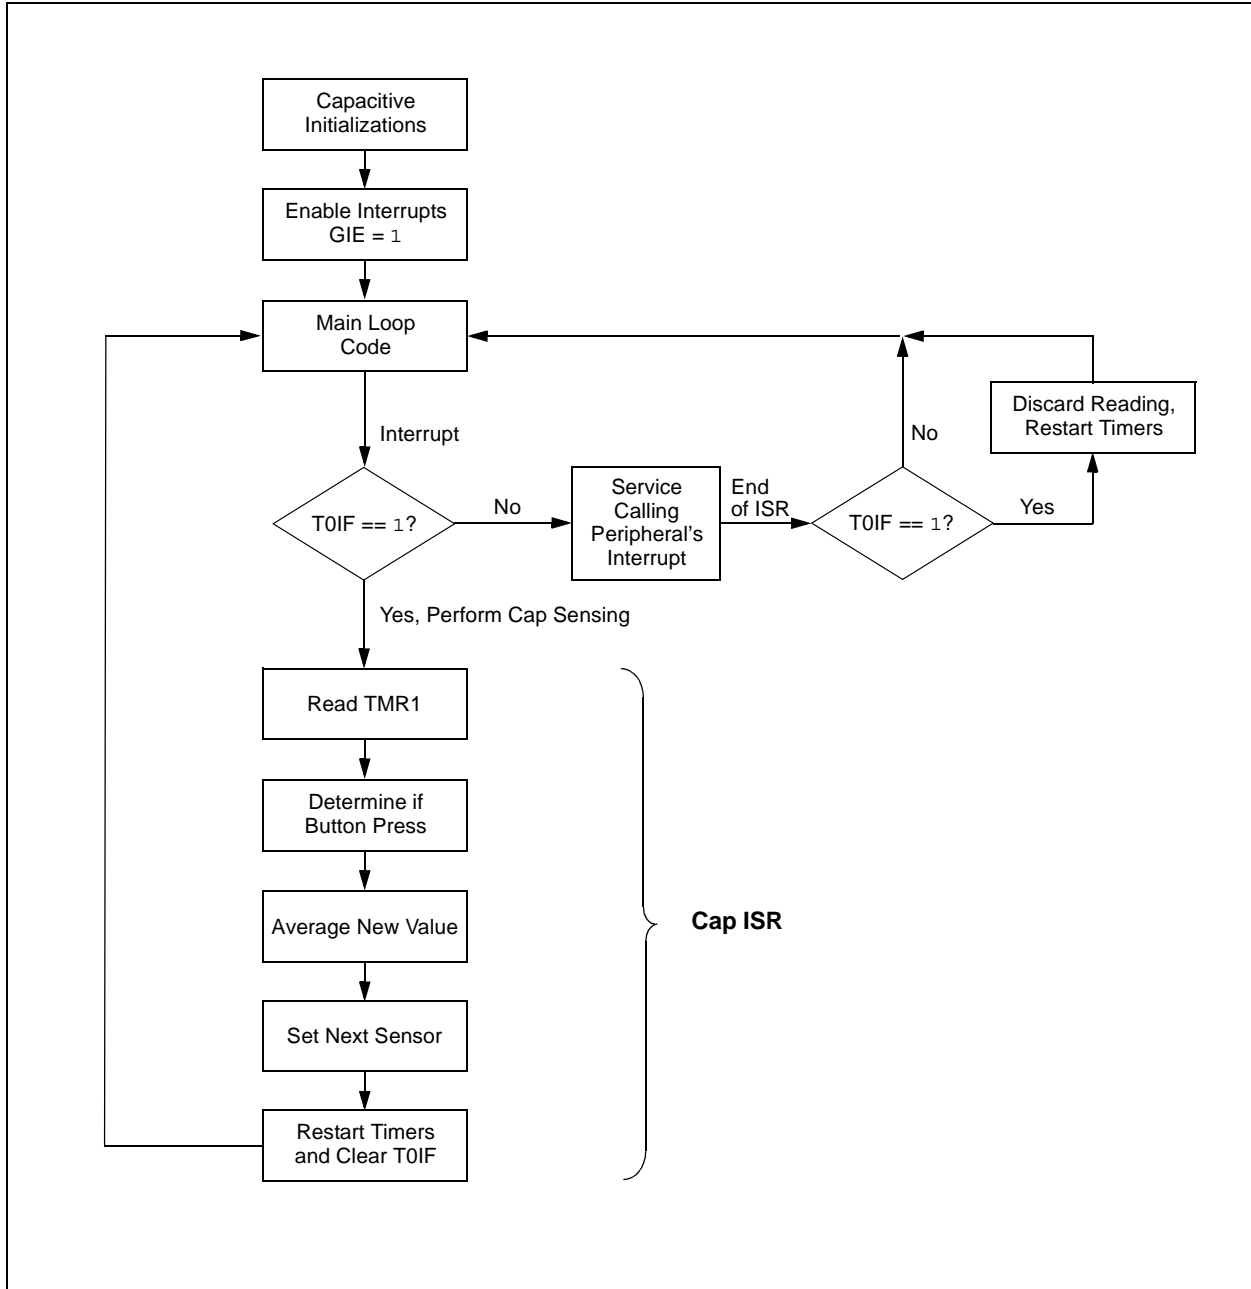 Capacitive
Initializations
Enable Interrupts
GIE = 1
Main Loop
Code
Discard Reading,
Restart Timers
Interrupt
No
T0IF == 1?
No
Service
Calling
Peripheral's
Interrupt
End
of ISR
T0IF == 1?
Yes
Yes, Perform Cap Sensing
Read TMR1
Determine if
Button Press
Average New Value
Cap ISR
Set Next Sensor
Restart Timers
and Clear T0IF